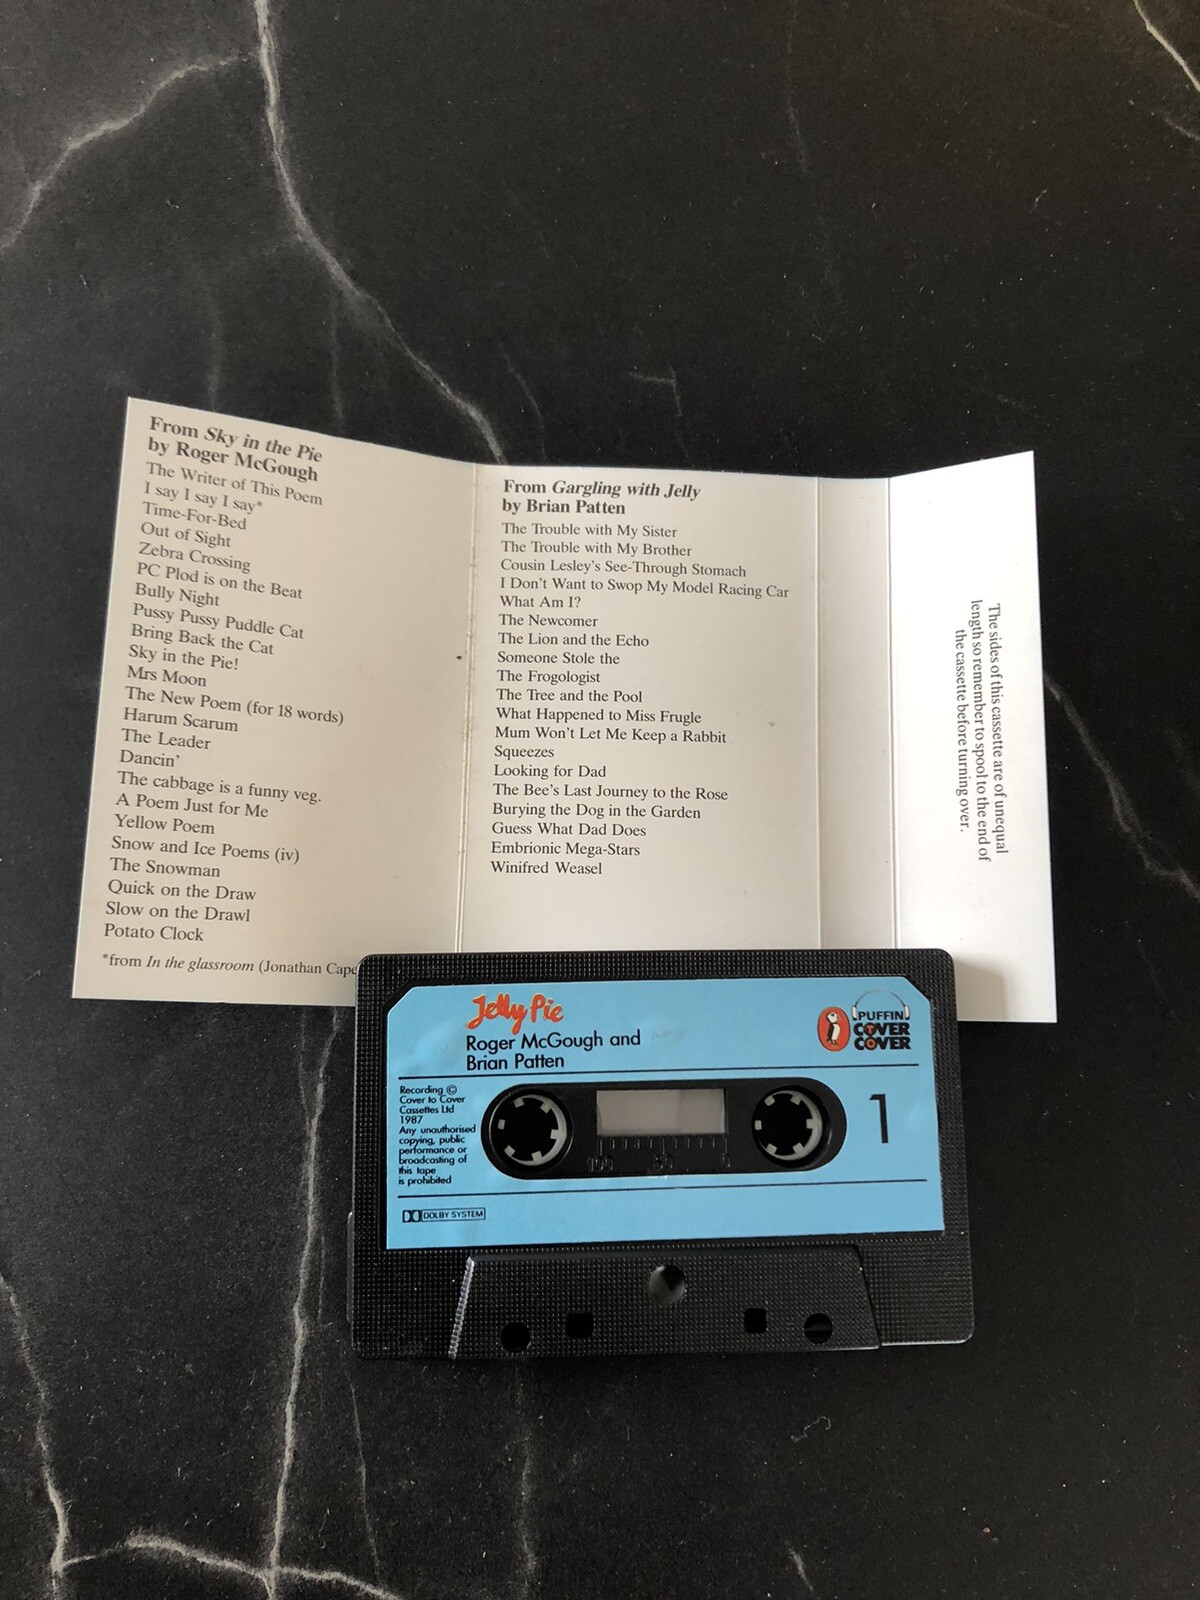 From Sky in the Pie
by Roger McGough
The Writer of This Poem
I say I say I say*
Time-For-Bed
Out of Sight
Zebra Crossing
PC Plod is on the Beat
Bully Night
Pussy Pussy Puddle Cat
Bring Back the Cat
Sky in the Pie!
Mrs Moon
The New Poem (for 18 words)
Harum Scarum
The Leader
Dancin'
The cabbage is a funny veg.
A Poem Just for Me
Yellow Poem
Snow and Ice Poems (iv)
The Snowman
Quick on the Draw
Slow on the Drawl
Potato Clock
*from In the glassroom (Jonathan Cape
From Gargling with Jelly
by Brian Patten
The Trouble with My Sister
The Trouble with My Brother
Cousin Lesley's See-Through Stomach
I Don't Want to Swop My Model Racing Car
What Am I?
The Newcomer
The Lion and the Echo
Someone Stole the
The Frogologist
The Tree and the Pool
What Happened to Miss Frugle
Mum Won't Let Me Keep a Rabbit
Squeezes
Looking for Dad
The Bee's Last Journey to the Rose
Burying the Dog in the Garden
Guess What Dad Does
Embrionic Mega-Stars
Winifred Weasel
The sides of this cassette are of unequal
length so remember to spool to the end of
the cassette before turning over.
Jelly Pie
Roger McGough and
Brian Patten
PUFFIN
COVER
TO
COVER
Recording ©
Cover to Cover
Cassettes Ltd
1987
Any unauthorised
copying, public
performance or
broadcasting of
this tape
is prohibited
1
100 50 0
DOLBY SYSTEM